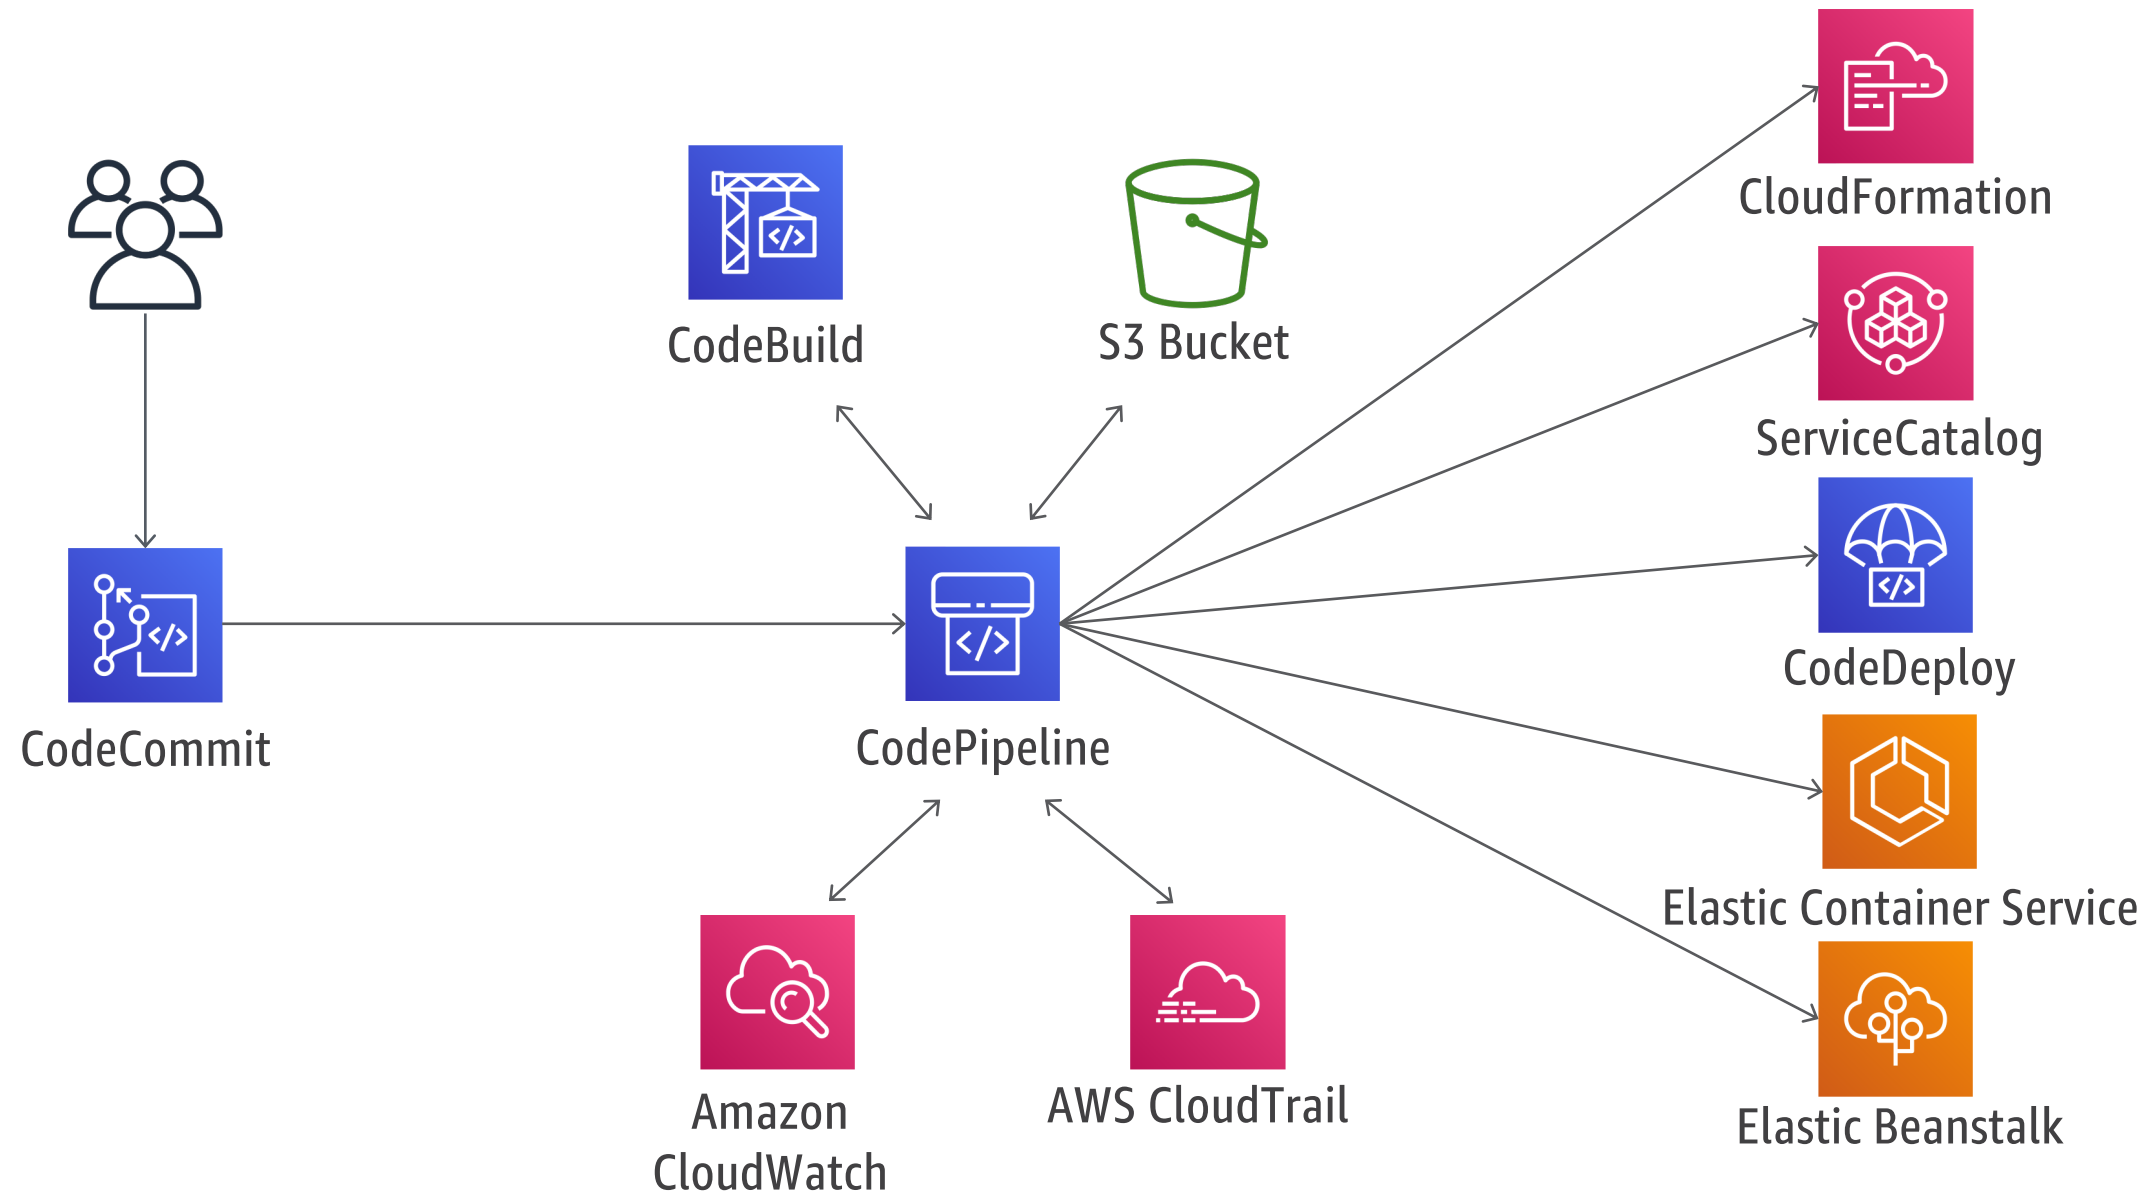 CloudFormation
CodeBuild
S3 Bucket
ServiceCatalog
CodeDeploy
CodeCommit
CodePipeline
Elastic Container Service
Amazon
CloudWatch
AWS CloudTrail
Elastic Beanstalk